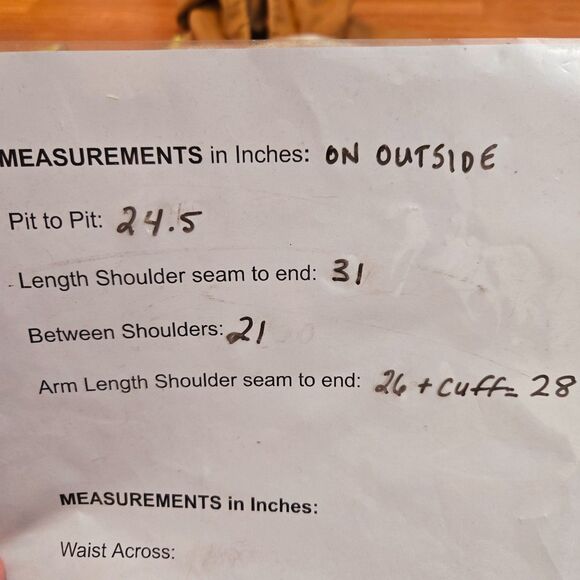 MEASUREMENTS in Inches: ON OUTSIDE
Pit to Pit: 24.5
Length Shoulder seam to end: 31
Between Shoulders: 21
Arm Length Shoulder seam to end: 26 + cuff= 28
MEASUREMENTS in Inches:
Waist Across: